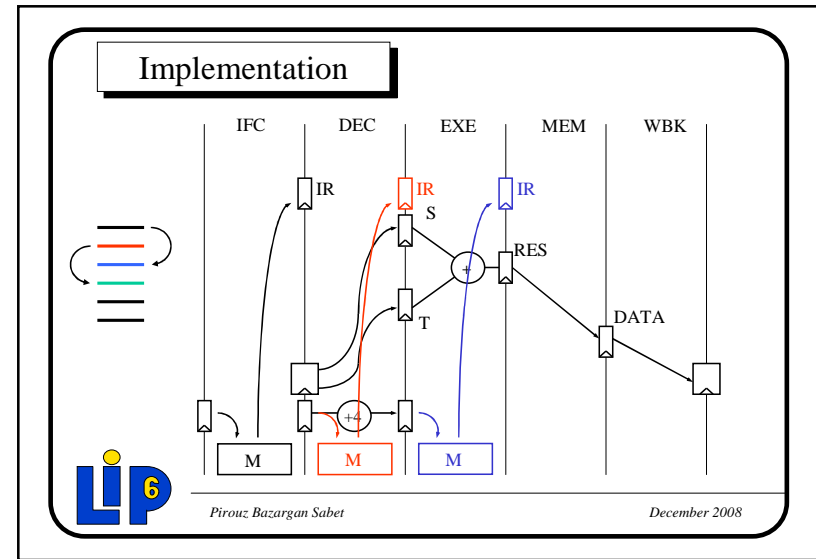 Implementation
IFC DEC EXE MEM WBK
IR IR IR
S
+ RES
T DATA
+4
M M M
LIP6
Pirouz Bazargan Sabet December 2008